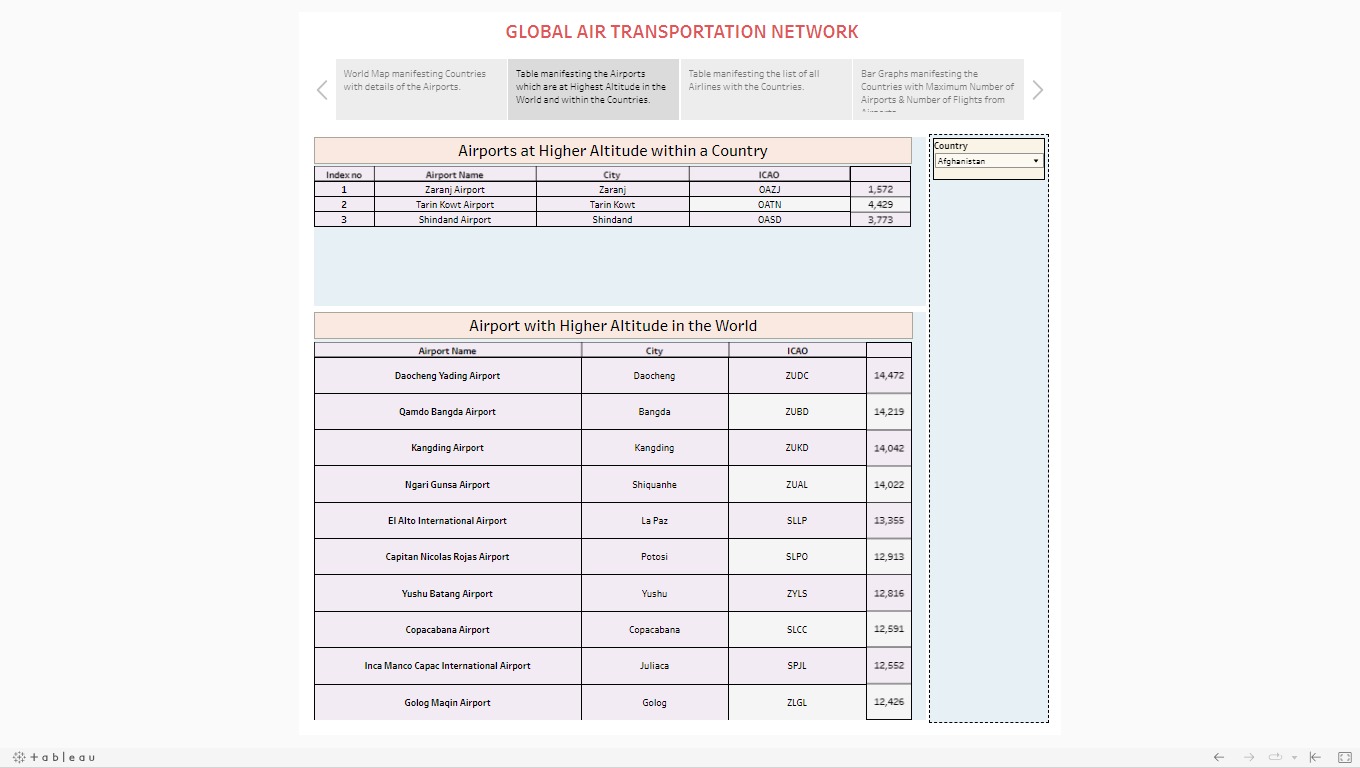 GLOBAL AIR TRANSPORTATION NETWORK
World Map manifesting Countries
with details of the Airports.
Table manifesting the Airports
which are at Highest Altitude in the
World and within the Countries.
Table manifesting the list of all
Airlines with the Countries.
Bar Graphs manifesting the
Countries with Maximum Number of
Airports & Number of Flights from
Airports at Higher Altitude within a Country
Index no Airport Name City ICAO
1 Zaranj Airport Zaranj OAZJ 1,572
2 Tarin Kowt Airport Tarin Kowt OATN 4,429
3 Shindand Airport Shindand OASD 3,773
Country
Afghanistan
Airport with Higher Altitude in the World
Airport Name City ICAO
Daocheng Yading Airport Daocheng ZUDC 14,472
Qamdo Bangda Airport Bangda ZUBD 14,219
Kangding Airport Kangding ZUKD 14,042
Ngari Gunsa Airport Shiquanhe ZUAL 14,022
El Alto International Airport La Paz SLLP 13,355
Capitan Nicolas Rojas Airport Potosi SLPO 12,913
Yushu Batang Airport Yushu ZYLS 12,816
Copacabana Airport Copacabana SLCC 12,591
Inca Manco Capac International Airport Juliaca SPJL 12,552
Golog Maqin Airport Golog ZLGL 12,426
+ableau